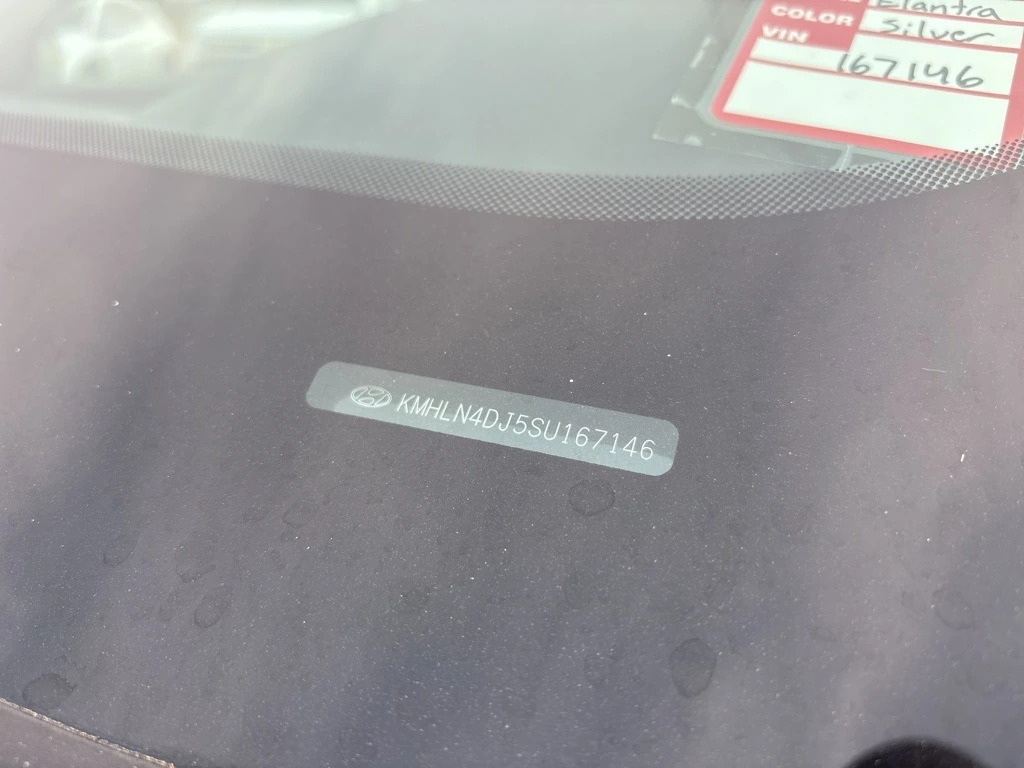 Elantra
COLOR Silver
VIN
167146
KMHLN4DJ5SU167146